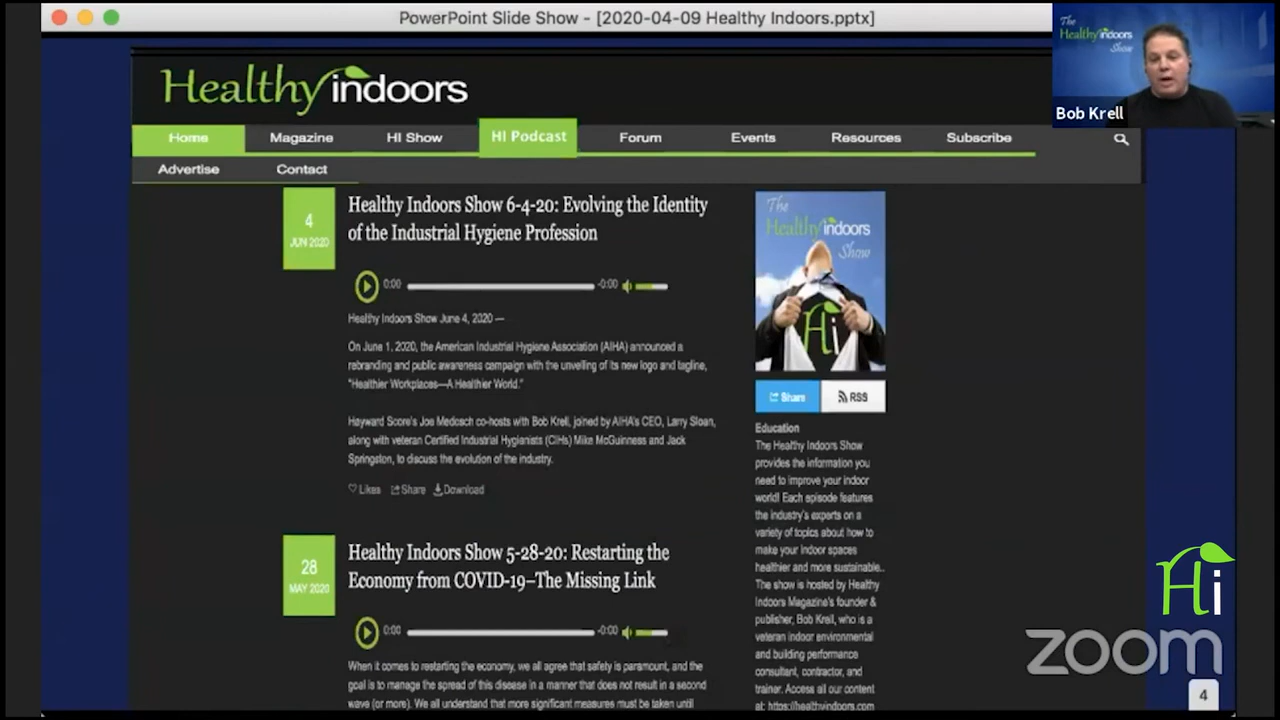 PowerPoint Slide Show - [2020-04-09 Healthy Indoors.pptx]
The
Healthy indoors
Show
Bob Krell
Healthy indoors
Home Magazine HI Show HI Podcast Forum Events Resources Subscribe
Advertise Contact
4
JUN 2020
Healthy Indoors Show 6-4-20: Evolving the Identity
of the Industrial Hygiene Profession
0:00 -0:00
Healthy Indoors Show June 4, 2020 —
On June 1, 2020, the American Industrial Hygiene Association (AIHA) announced a
rebranding and public awareness campaign with the unveiling of its new logo and tagline,
"Healthier Workplaces—A Healthier World."
Hayward Score's Joe Medosch co-hosts with Bob Krell, joined by AIHA's CEO, Larry Sloan,
along with veteran Certified Industrial Hygienists (CIHs) Mike McGuinness and Jack
Springston, to discuss the evolution of the industry.
Likes Share Download
28
MAY 2020
Healthy Indoors Show 5-28-20: Restarting the
Economy from COVID-19–The Missing Link
0:00 -0:00
When it comes to restarting the economy, we all agree that safety is paramount, and the
goal is to manage the spread of this disease in a manner that does not result in a second
wave (or more). We all understand that more significant measures must be taken until
The
Healthy indoors
Show
Hi
Share RSS
Education
The Healthy Indoors Show
provides the information you
need to improve your indoor
world! Each episode features
the industry's experts on a
variety of topics about how to
make your indoor spaces
healthier and more sustainable..
The show is hosted by Healthy
Indoors Magazine's founder &
publisher, Bob Krell, who is a
veteran indoor environmental
and building performance
consultant, contractor, and
trainer. Access all our content
at: https://healthyindoors.com
Hi
zoom
4